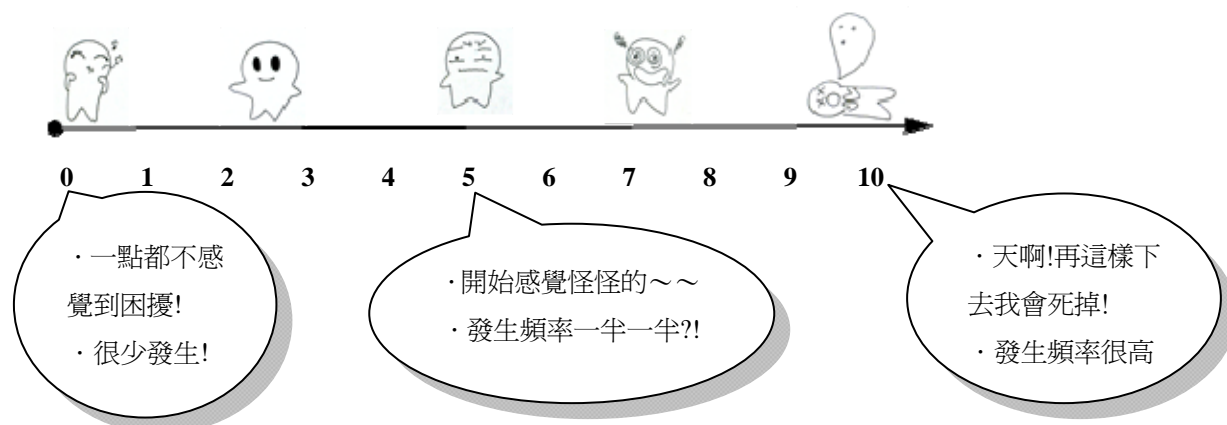 0 1 2 3 4 5 6 7 8 9 10
·一點都不感
覺到困擾!
·很少發生!
·開始感覺怪怪的～～
·發生頻率一半一半?!
·天啊!再這樣下
去我會死掉!
·發生頻率很高